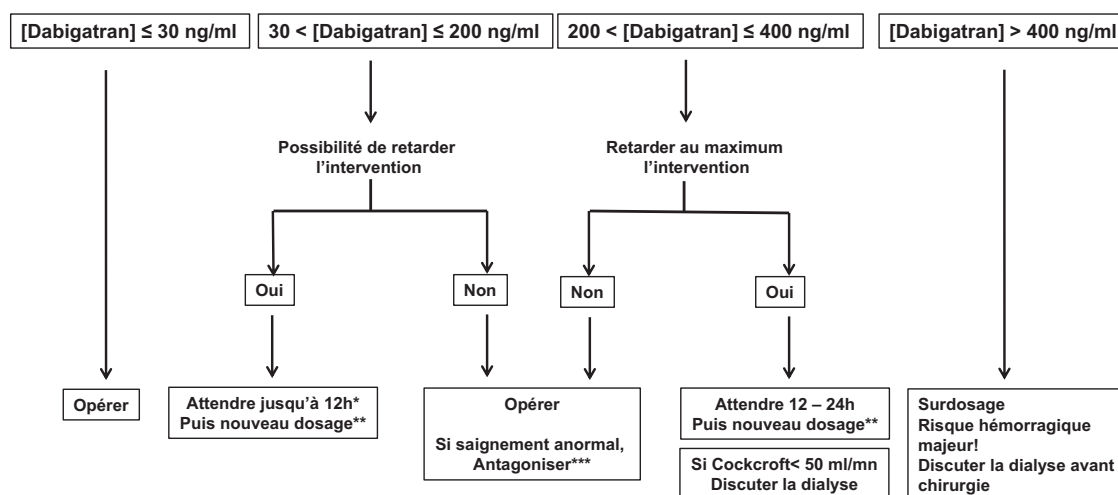 [Dabigatran] ≤ 30 ng/ml
30 < [Dabigatran] ≤ 200 ng/ml
200 < [Dabigatran] ≤ 400 ng/ml
[Dabigatran] > 400 ng/ml
Possibilité de retarder
l’intervention
Retarder au maximum
l’intervention
Oui
Non
Non
Oui
Opérer
Attendre jusqu’à 12h*
Puis nouveau dosage**
Opérer
Si saignement anormal,
Antagoniser***
Attendre 12 – 24h
Puis nouveau dosage**
Si Cockcroft< 50 ml/mn
Discuter la dialyse
Surdosage
Risque hémorragique
majeur!
Discuter la dialyse avant
chirurgie